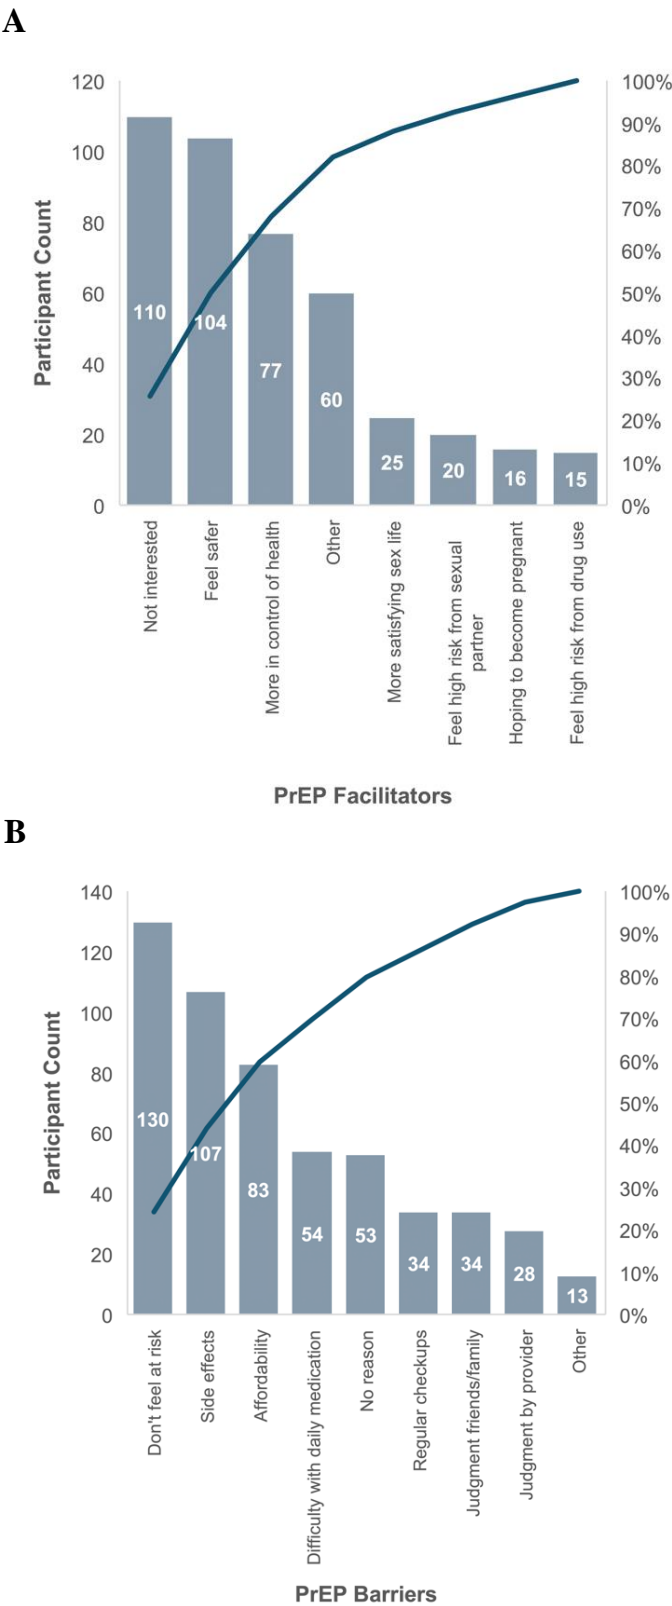 A
120
100
80
60
40
20
0
Participant Count
100%
90%
80%
70%
60%
50%
40%
30%
20%
10%
0%
110
104
77
60
25
20
16
15
Not interested
Feel safer
More in control of health
Other
More satisfying sex life
Feel high risk from sexual
partner
Hoping to become pregnant
Feel high risk from drug use
PrEP Facilitators
B
140
120
100
80
60
40
20
0
Participant Count
100%
90%
80%
70%
60%
50%
40%
30%
20%
10%
0%
130
107
83
54
53
34
34
28
13
Don't feel at risk
Side effects
Affordability
Difficulty with daily medication
No reason
Regular checkups
Judgment friends/family
Judgment by provider
Other
PrEP Barriers